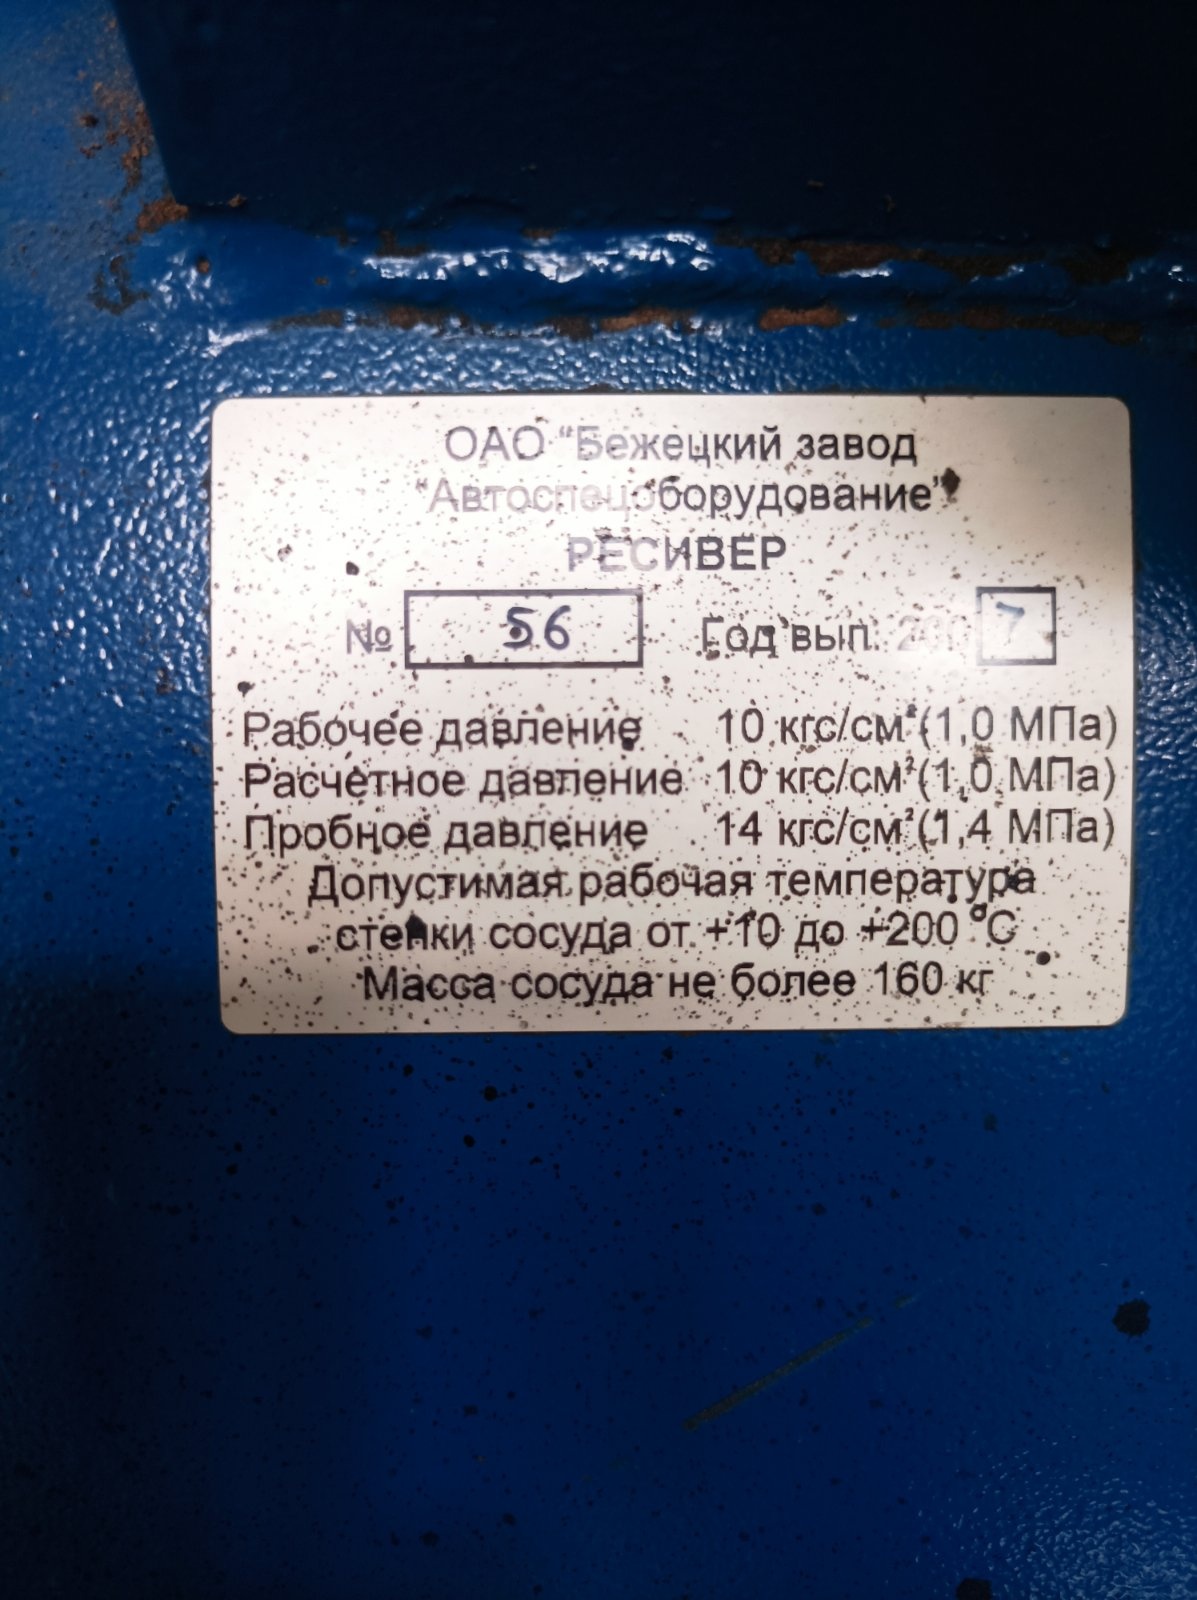 ОАО “Бежецкий завод
“Автоспецоборудование”
РЕСИВЕР
№ 56 Год вып. 200 7
Рабочее давление 10 кгс/см²(1,0 МПа)
Расчетное давление 10 кгс/см²(1,0 МПа)
Пробное давление 14 кгс/см²(1,4 МПа)
Допустимая рабочая температура
стенки сосуда от +10 до +200 °С
Масса сосуда не более 160 кг